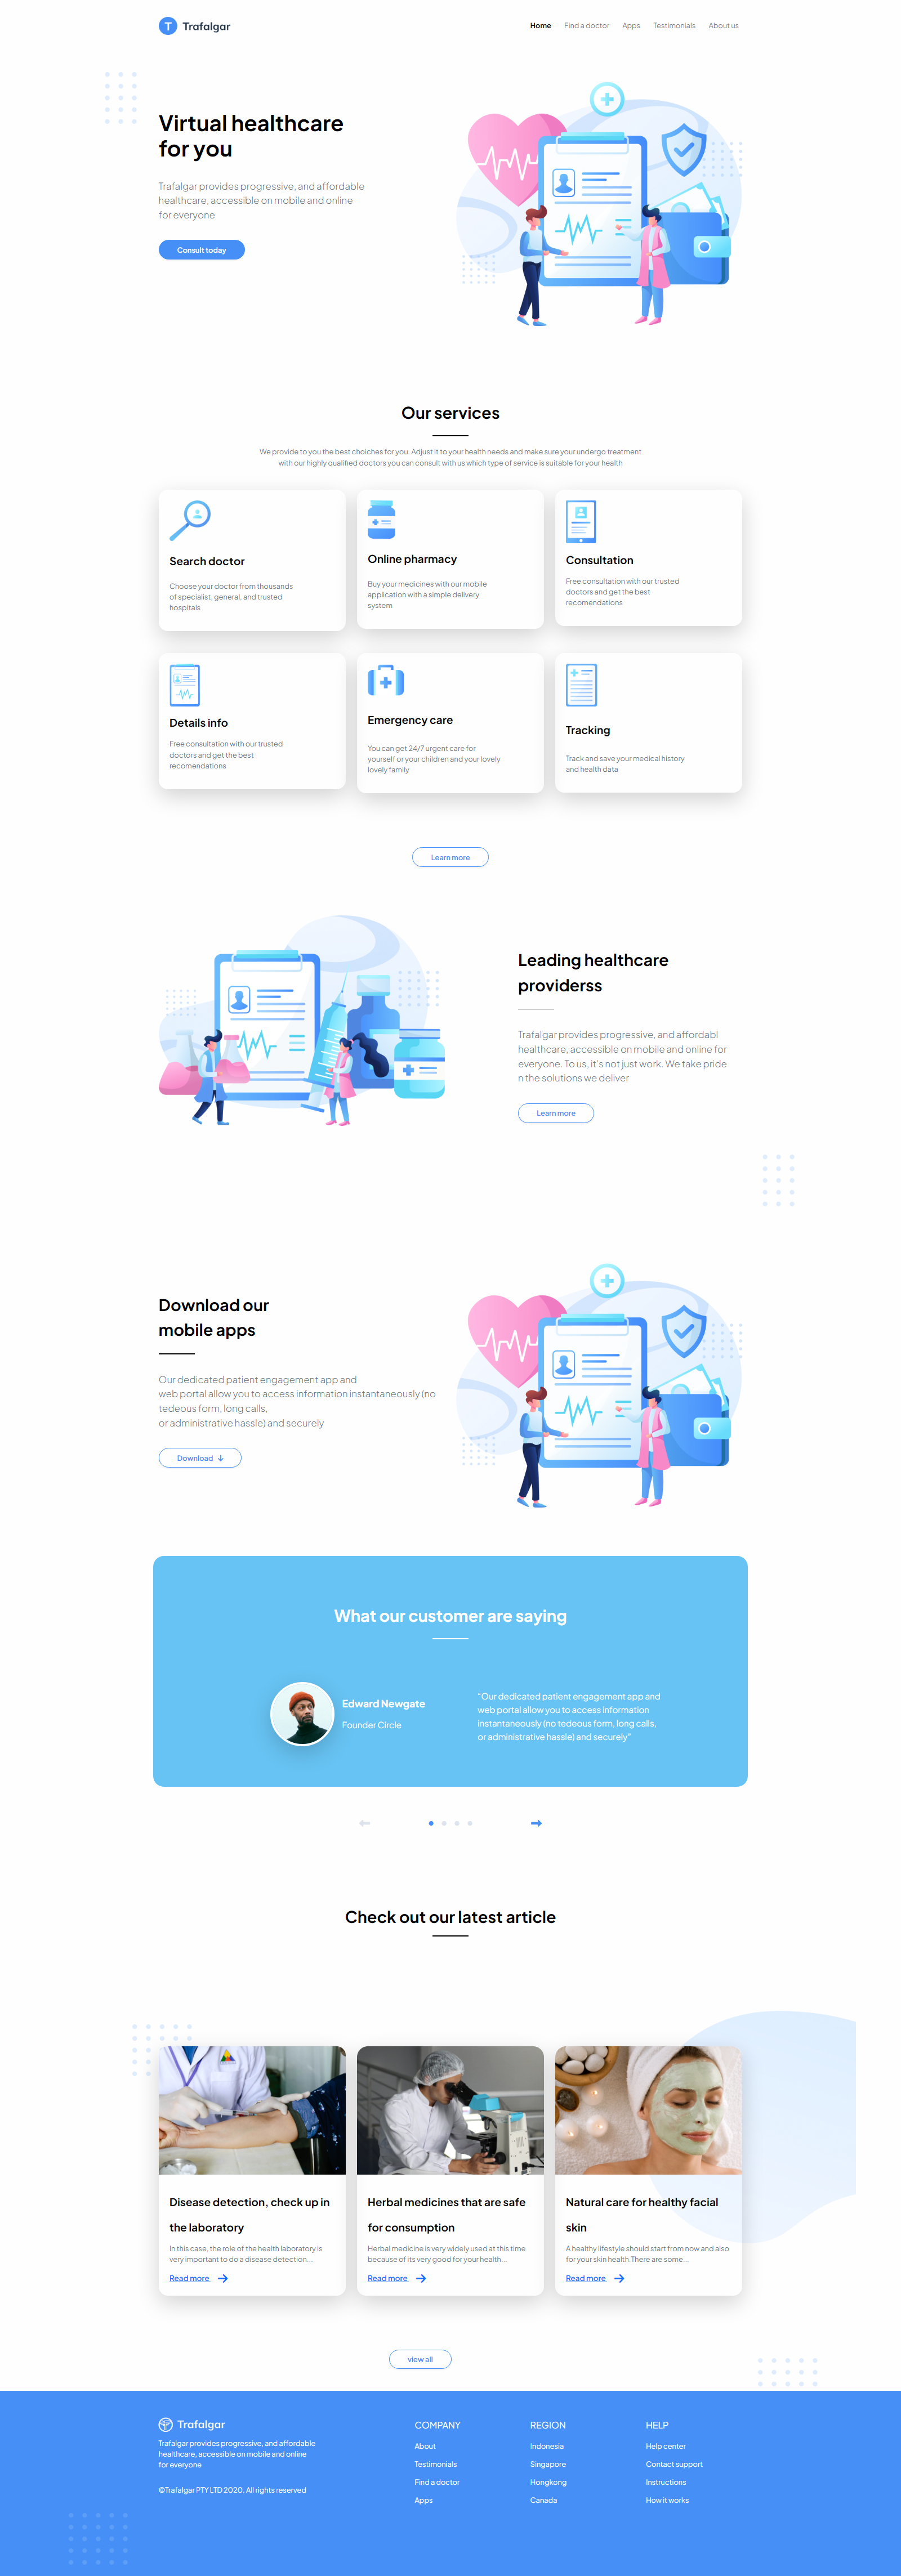 T Trafalgar
Home Find a doctor Apps Testimonials About us
Virtual healthcare
for you
Trafalgar provides progressive, and affordable
healthcare, accessible on mobile and online
for everyone
Consult today
Our services
We provide to you the best choiches for you. Adjust it to your health needs and make sure your undergo treatment
with our highly qualified doctors you can consult with us which type of service is suitable for your health
Search doctor
Choose your doctor from thousands
of specialist, general, and trusted
hospitals
Online pharmacy
Buy your medicines with our mobile
application with a simple delivery
system
Consultation
Free consultation with our trusted
doctors and get the best
recomendations
Details info
Free consultation with our trusted
doctors and get the best
recomendations
Emergency care
You can get 24/7 urgent care for
yourself or your children and your lovely
lovely family
Tracking
Track and save your medical history
and health data
Learn more
Leading healthcare
providerss
Trafalgar provides progressive, and affordabl
healthcare, accessible on mobile and online for
everyone. To us, it's not just work. We take pride
n the solutions we deliver
Learn more
Download our
mobile apps
Our dedicated patient engagement app and
web portal allow you to access information instantaneously (no
tedeous form, long calls,
or administrative hassle) and securely
Download
What our customer are saying
Edward Newgate
Founder Circle
"Our dedicated patient engagement app and
web portal allow you to access information
instantaneously (no tedeous form, long calls,
or administrative hassle) and securely"
Check out our latest article
Disease detection, check up in
the laboratory
In this case, the role of the health laboratory is
very important to do a disease detection...
Read more
Herbal medicines that are safe
for consumption
Herbal medicine is very widely used at this time
because of its very good for your health...
Read more
Natural care for healthy facial
skin
A healthy lifestyle should start from now and also
for your skin health.There are some...
Read more
view all
Trafalgar
Trafalgar provides progressive, and affordable
healthcare, accessible on mobile and online
for everyone
©Trafalgar PTY LTD 2020. All rights reserved
COMPANY
About
Testimonials
Find a doctor
Apps
REGION
Indonesia
Singapore
Hongkong
Canada
HELP
Help center
Contact support
Instructions
How it works